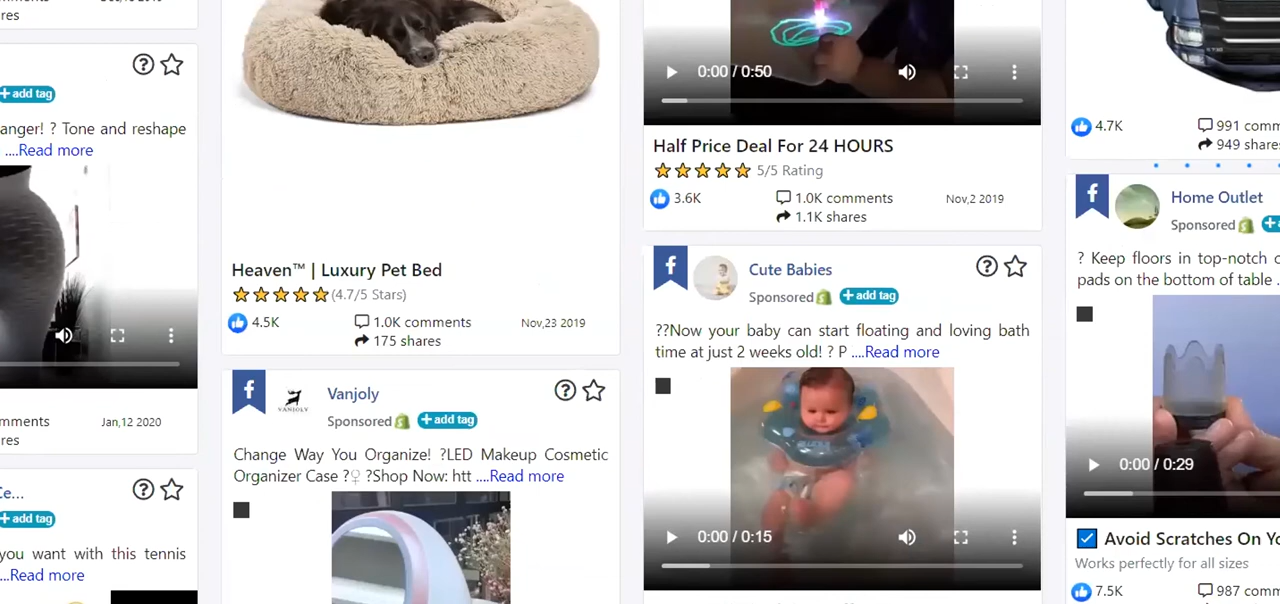 res
+ add tag
anger! ? Tone and reshape
....Read more
mments
Jan,12 2020
res
Ce...
+ add tag
you want with this tennis
...Read more
Heaven™ | Luxury Pet Bed
(4.7/5 Stars)
4.5K
1.0K comments
Nov,23 2019
175 shares
VANJOLY
Vanjoly
Sponsored
+ add tag
Change Way You Organize! ?LED Makeup Cosmetic
Organizer Case ?♀ ?Shop Now: htt ....Read more
0:00 / 0:50
Half Price Deal For 24 HOURS
5/5 Rating
3.6K
1.0K comments
Nov,2 2019
1.1K shares
Cute Babies
Sponsored
+ add tag
??Now your baby can start floating and loving bath
time at just 2 weeks old! ? P ....Read more
0:00 / 0:15
4.7K
991 comm
949 share
Home Outlet
Sponsored
? Keep floors in top-notch
pads on the bottom of table .
0:00 / 0:29
Avoid Scratches On Yo
Works perfectly for all sizes
7.5K
987 comm